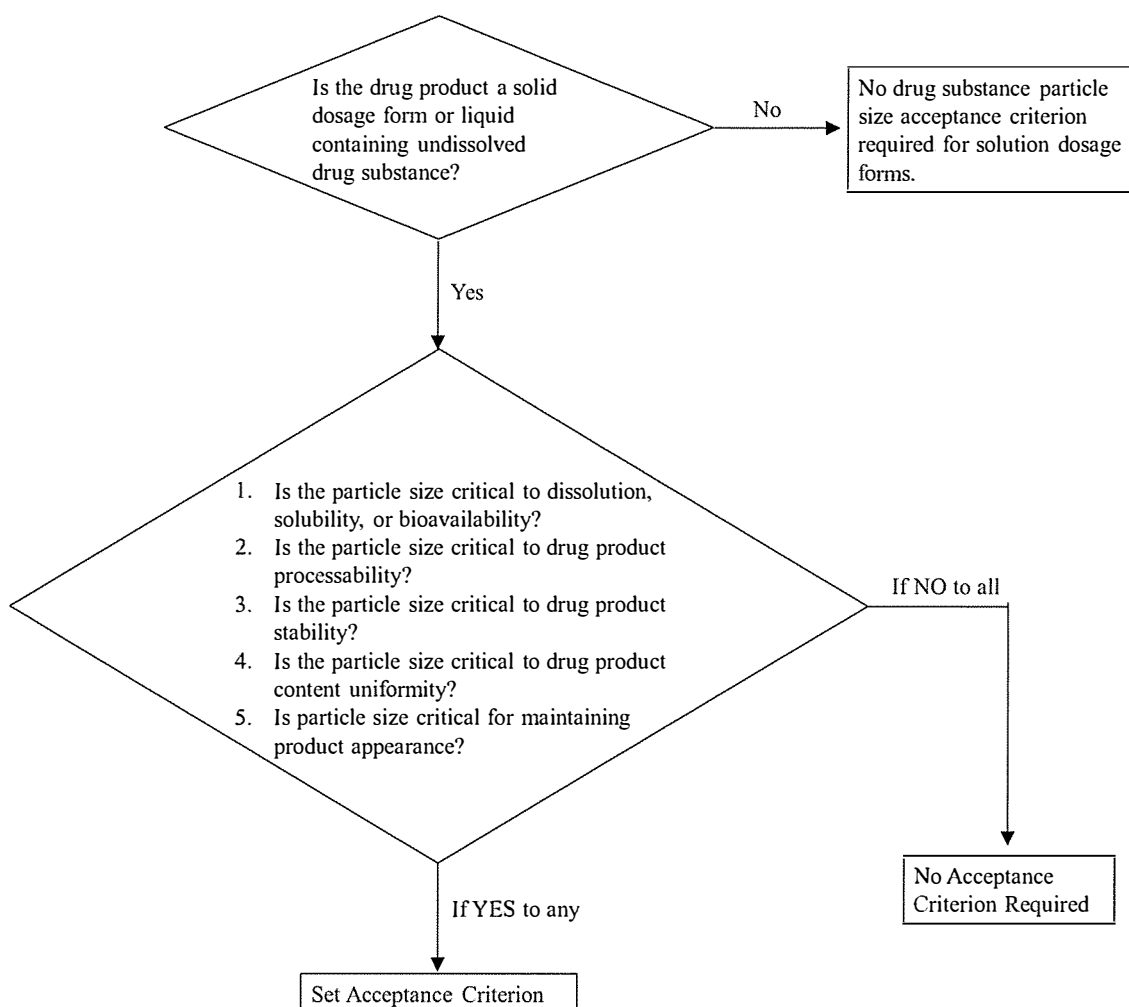 Is the drug product a solid
dosage form or liquid
containing undissolved
drug substance?
No
No drug substance particle
size acceptance criterion
required for solution dosage
forms.
Yes
1. Is the particle size critical to dissolution,
solubility, or bioavailability?
2. Is the particle size critical to drug product
processability?
3. Is the particle size critical to drug product
stability?
4. Is the particle size critical to drug product
content uniformity?
5. Is particle size critical for maintaining
product appearance?
If NO to all
No Acceptance
Criterion Required
If YES to any
Set Acceptance Criterion